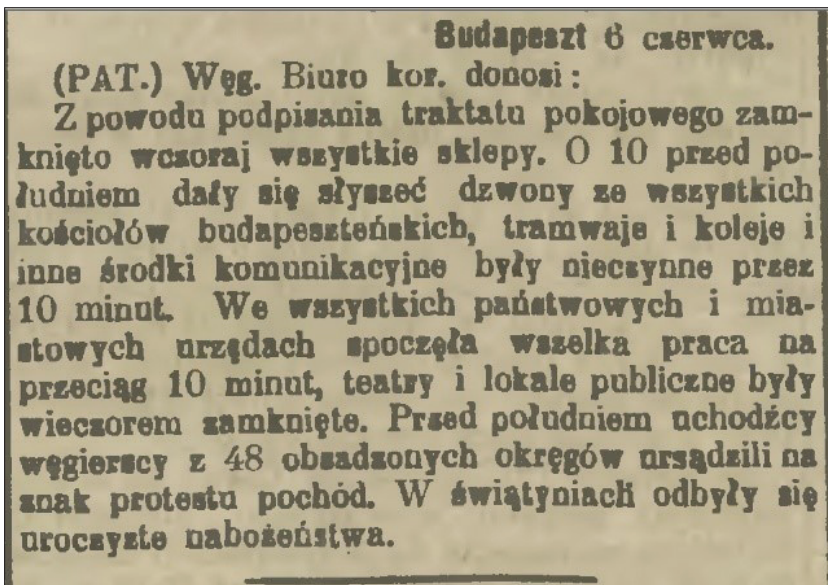 Budapeszt 6 czerwca.
(PAT.) Węg. Biuro kor. donosi:
Z powodu podpisania traktatu pokojowego zam-
knięto wczoraj wszystkie sklepy. O 10 przed po-
łudniem dały się słyszeć dzwony ze wszystkich
kościołów budapeszteńskich, tramwaje i koleje i
inne środki komunikacyjne były nieczynne przez
10 minut. We wszystkich państwowych i mia-
stowych urzędach spoczęła wszelka praca na
przeciąg 10 minut, teatry i lokale publiczne były
wieczorem zamknięte. Przed południem uchodźcy
węgierscy z 48 obsadzonych okręgów urządzili na
znak protestu pochód. W świątyniach odbyły się
uroczyste nabożeństwa.